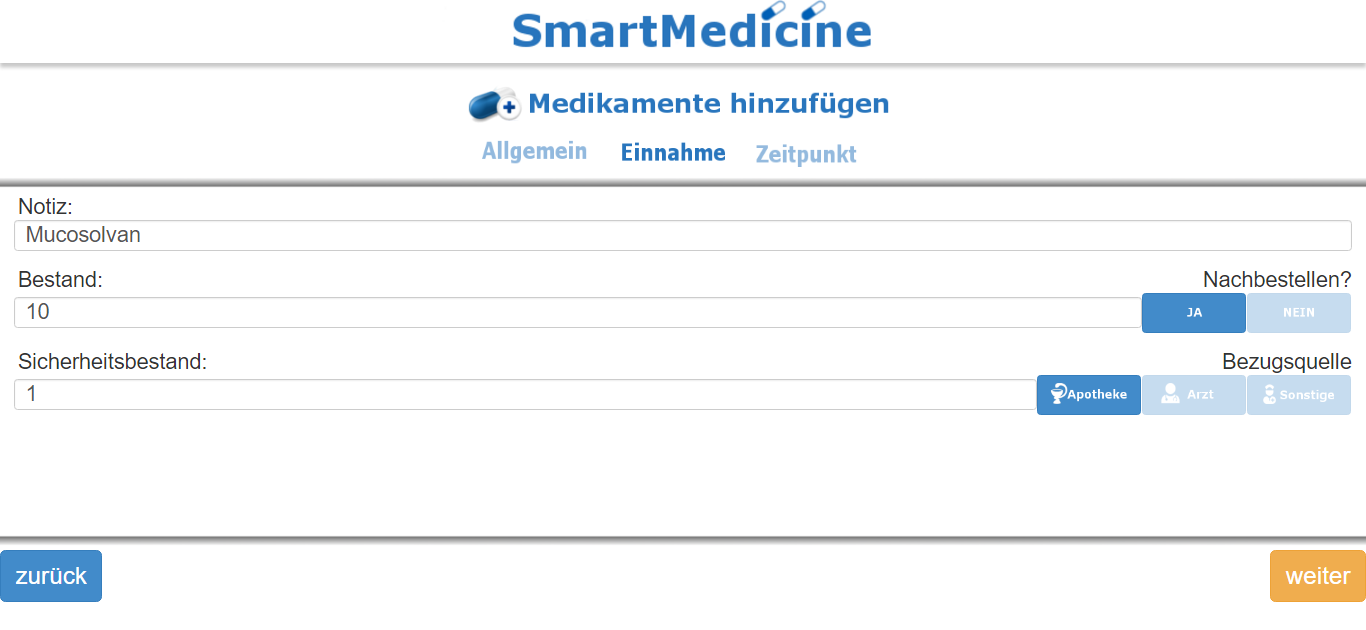 SmartMedicine
Medikamente hinzufügen
Allgemein Einnahme Zeitpunkt
Notiz:
Mucosolvan
Bestand: Nachbestellen?
10 JA NEIN
Sicherheitsbestand: Bezugsquelle
1 Apotheke Arzt Sonstige
zurück weiter